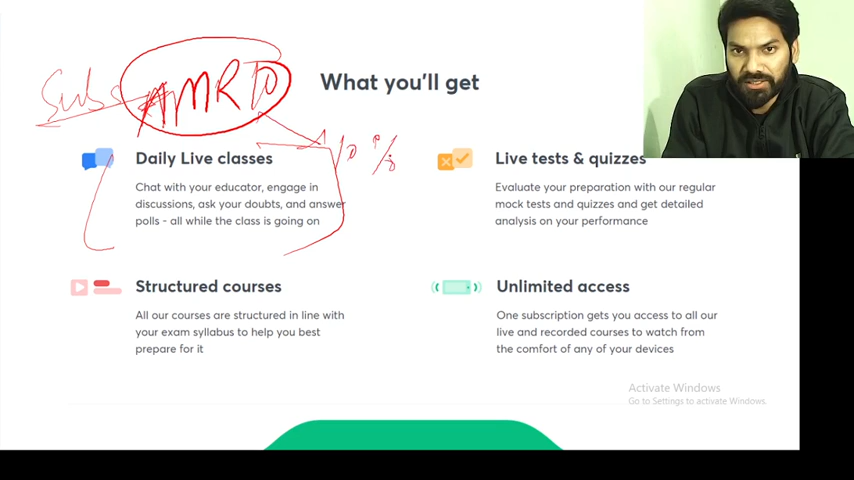 Subs AMR10
What you'll get
10%
Daily Live classes
Chat with your educator, engage in
discussions, ask your doubts, and answer
polls - all while the class is going on
Live tests & quizzes
Evaluate your preparation with our regular
mock tests and quizzes and get detailed
analysis on your performance
Structured courses
All our courses are structured in line with
your exam syllabus to help you best
prepare for it
Unlimited access
One subscription gets you access to all our
live and recorded courses to watch from
the comfort of any of your devices
Activate Windows
Go to Settings to activate Windows.